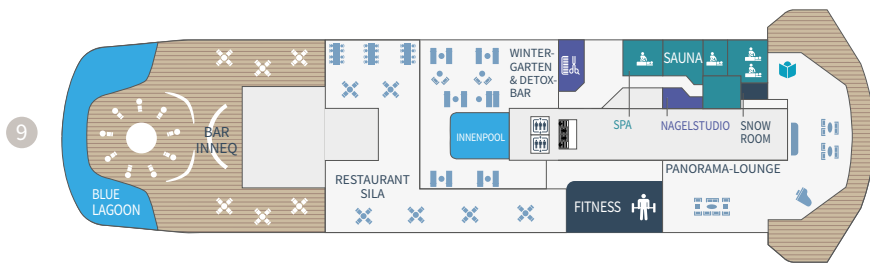 9
BLUE
LAGOON
BAR
INNEQ
RESTAURANT
SILA
WINTER-
GARTEN
& DETOX-
BAR
INNENPOOL
SAUNA
SPA
NAGELSTUDIO
SNOW
ROOM
PANORAMA-LOUNGE
FITNESS